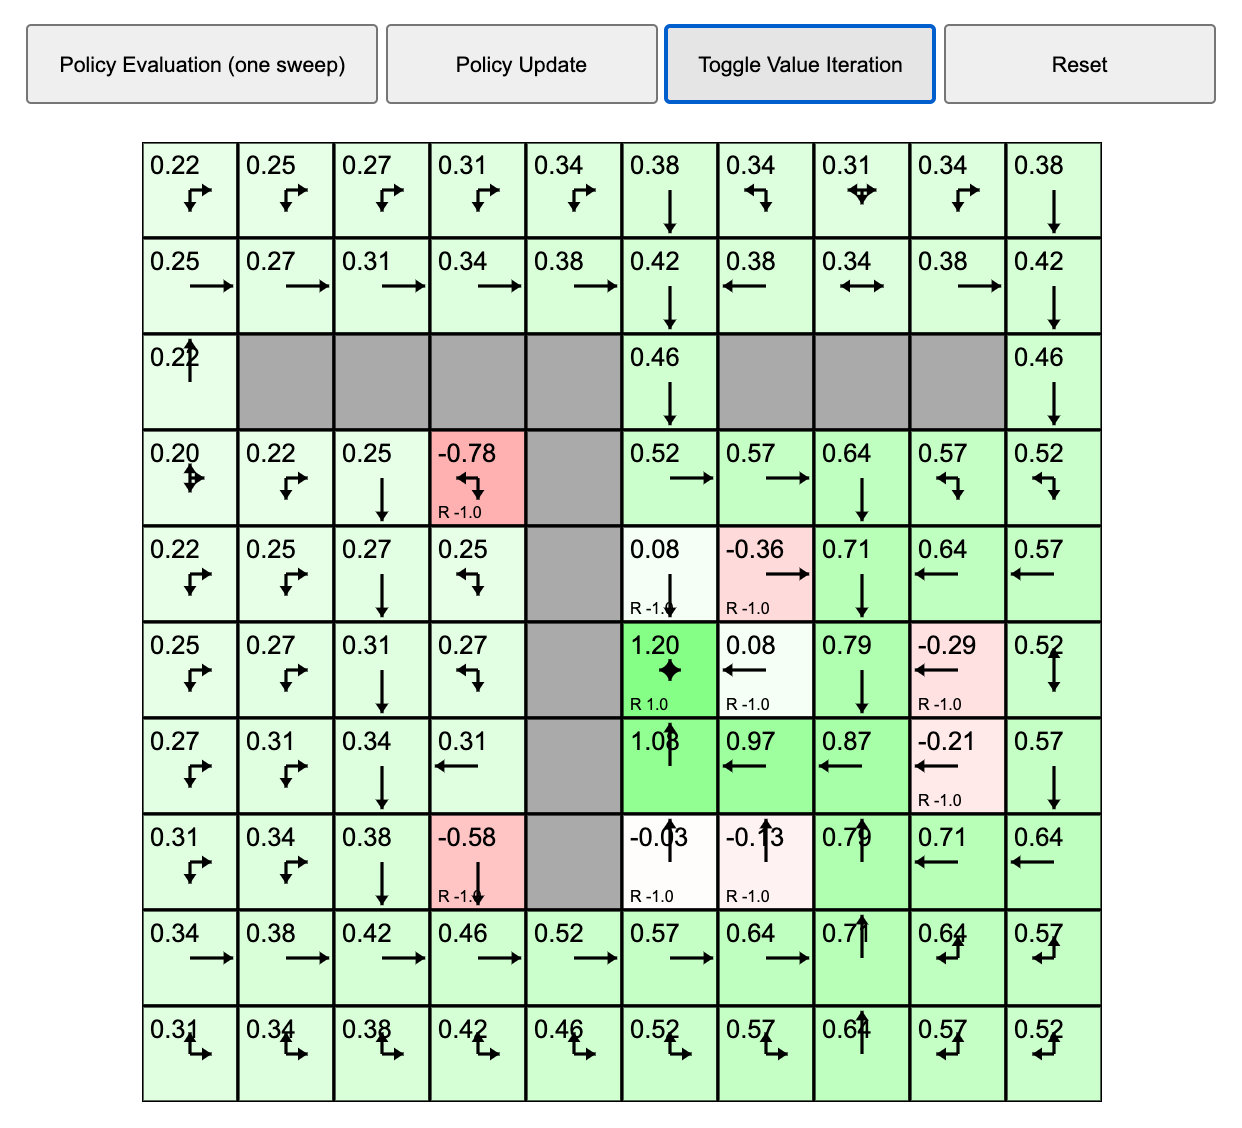 Policy Evaluation (one sweep) Policy Update Toggle Value Iteration Reset
0.22 0.25 0.27 0.31 0.34 0.38 0.34 0.31 0.34 0.38
0.25 0.27 0.31 0.34 0.38 0.42 0.38 0.34 0.38 0.42
0.22 0.46 0.46
0.20 0.22 0.25 -0.78 0.52 0.57 0.64 0.57 0.52
R -1.0
0.22 0.25 0.27 0.25 0.08 -0.36 0.71 0.64 0.57
R -1.0 R -1.0
0.25 0.27 0.31 0.27 1.20 0.08 0.79 -0.29 0.52
R 1.0 R -1.0 R -1.0
0.27 0.31 0.34 0.31 1.08 0.97 0.87 -0.21 0.57
R -1.0
0.31 0.34 0.38 -0.58 -0.03 -0.13 0.79 0.71 0.64
R -1.0 R -1.0 R -1.0
0.34 0.38 0.42 0.46 0.52 0.57 0.64 0.71 0.64 0.57
0.31 0.34 0.38 0.42 0.46 0.52 0.57 0.64 0.57 0.52